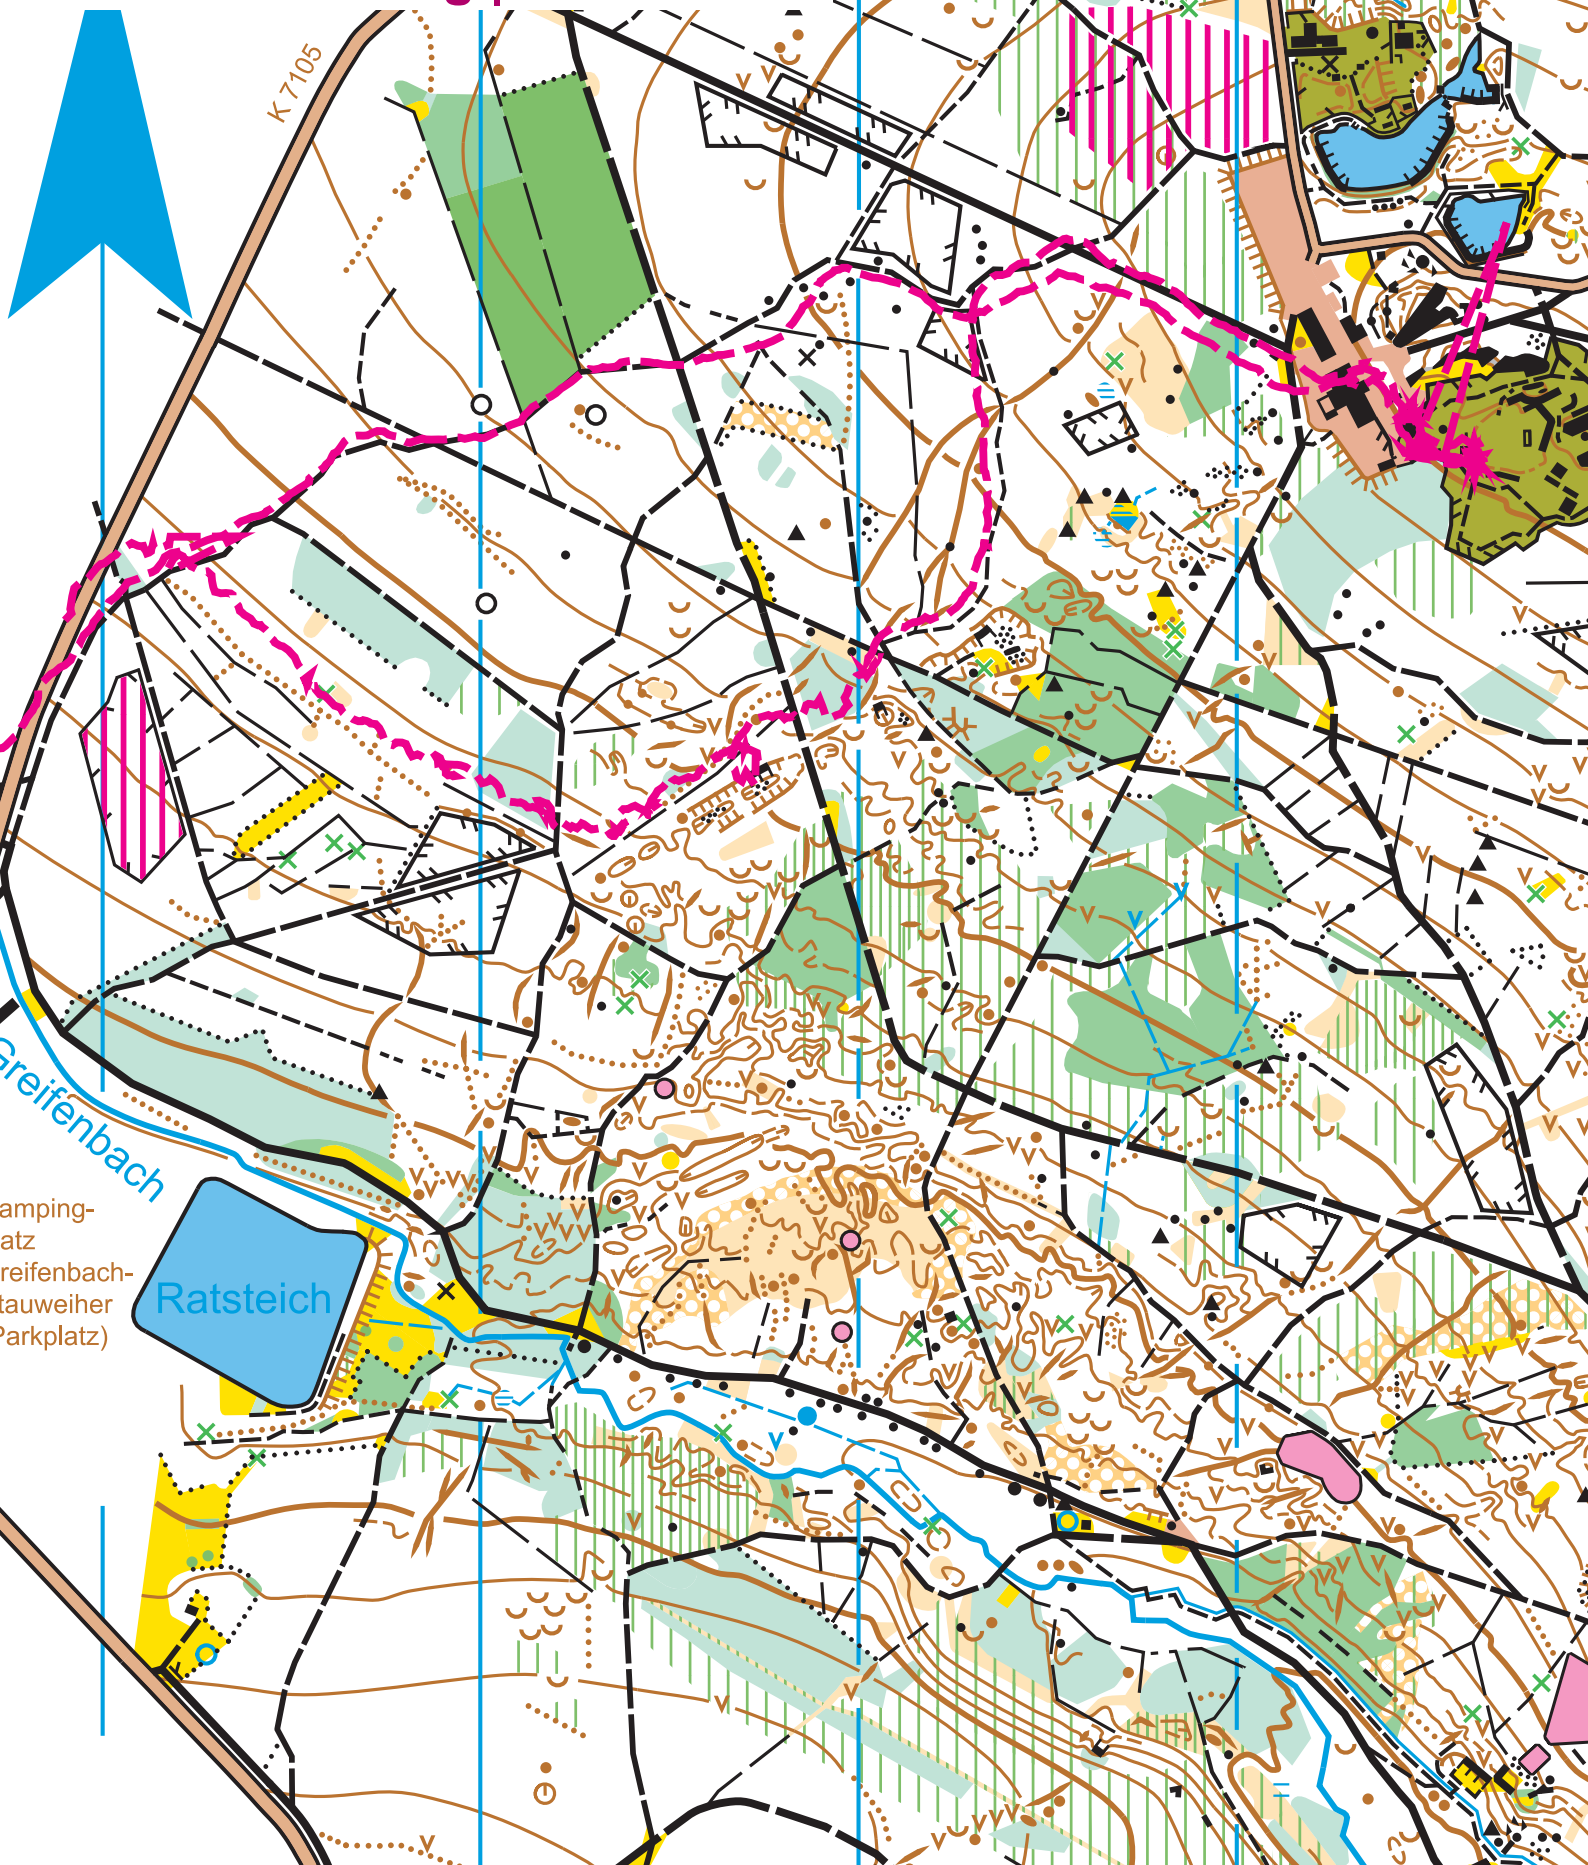 K 7105
Greifenbach
amping-
atz
reifenbach-
tauweiher
Parkplatz)
Ratsteich